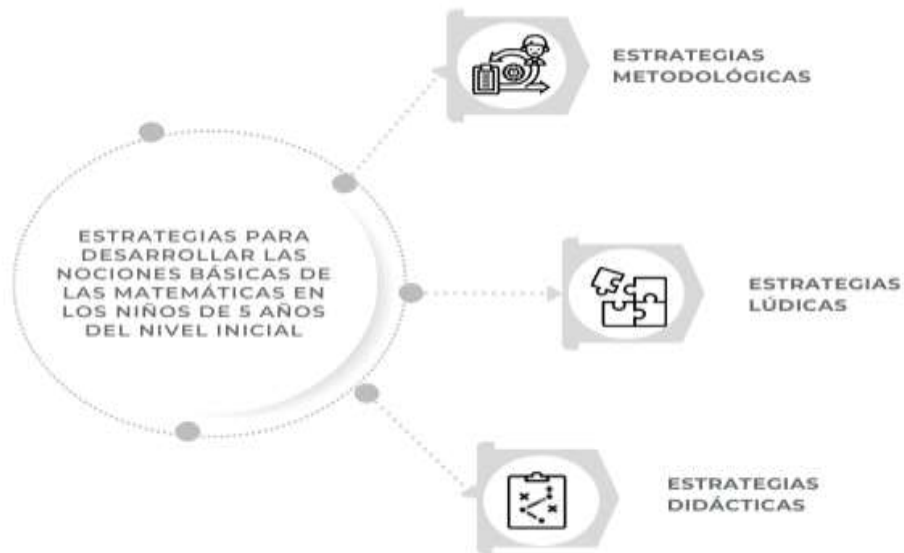 ESTRATEGIAS
METODOLÓGICAS
ESTRATEGIAS PARA
DESARROLLAR LAS
NOCIONES BÁSICAS DE
LAS MATEMÁTICAS EN
LOS NIÑOS DE 5 AÑOS
DEL NIVEL INICIAL
ESTRATEGIAS
LÚDICAS
ESTRATEGIAS
DIDÁCTICAS